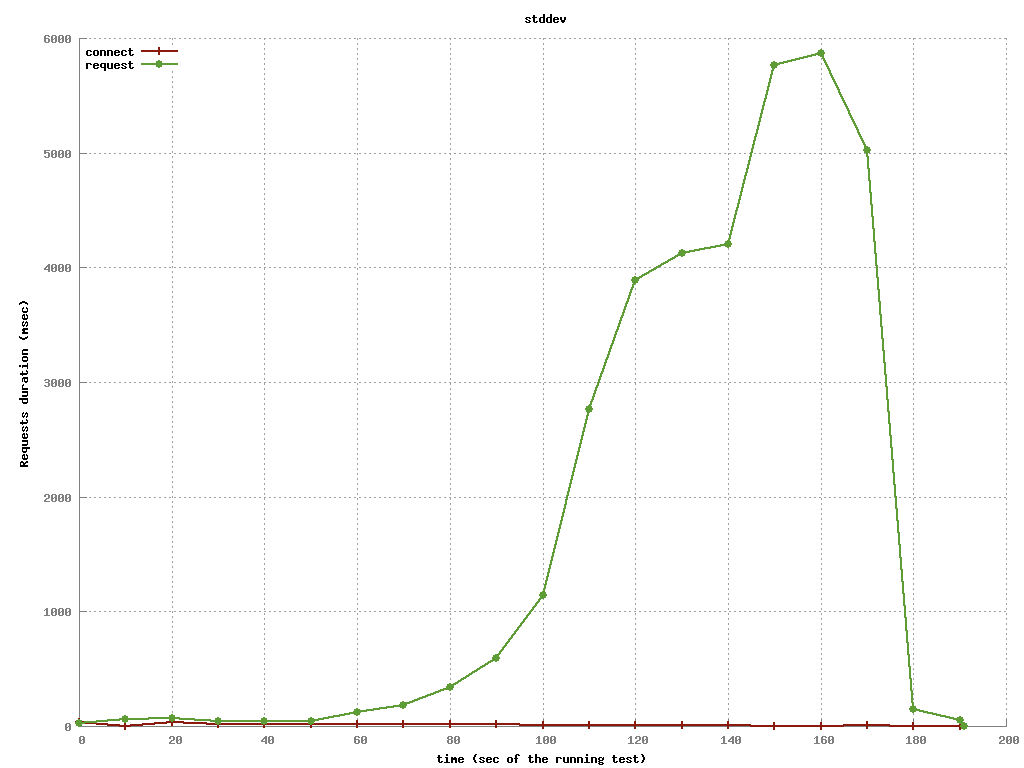 stddev
connect
request
Requests duration (msec)
6000
5000
4000
3000
2000
1000
0
0 20 40 60 80 100 120 140 160 180 200
time (sec of the running test)